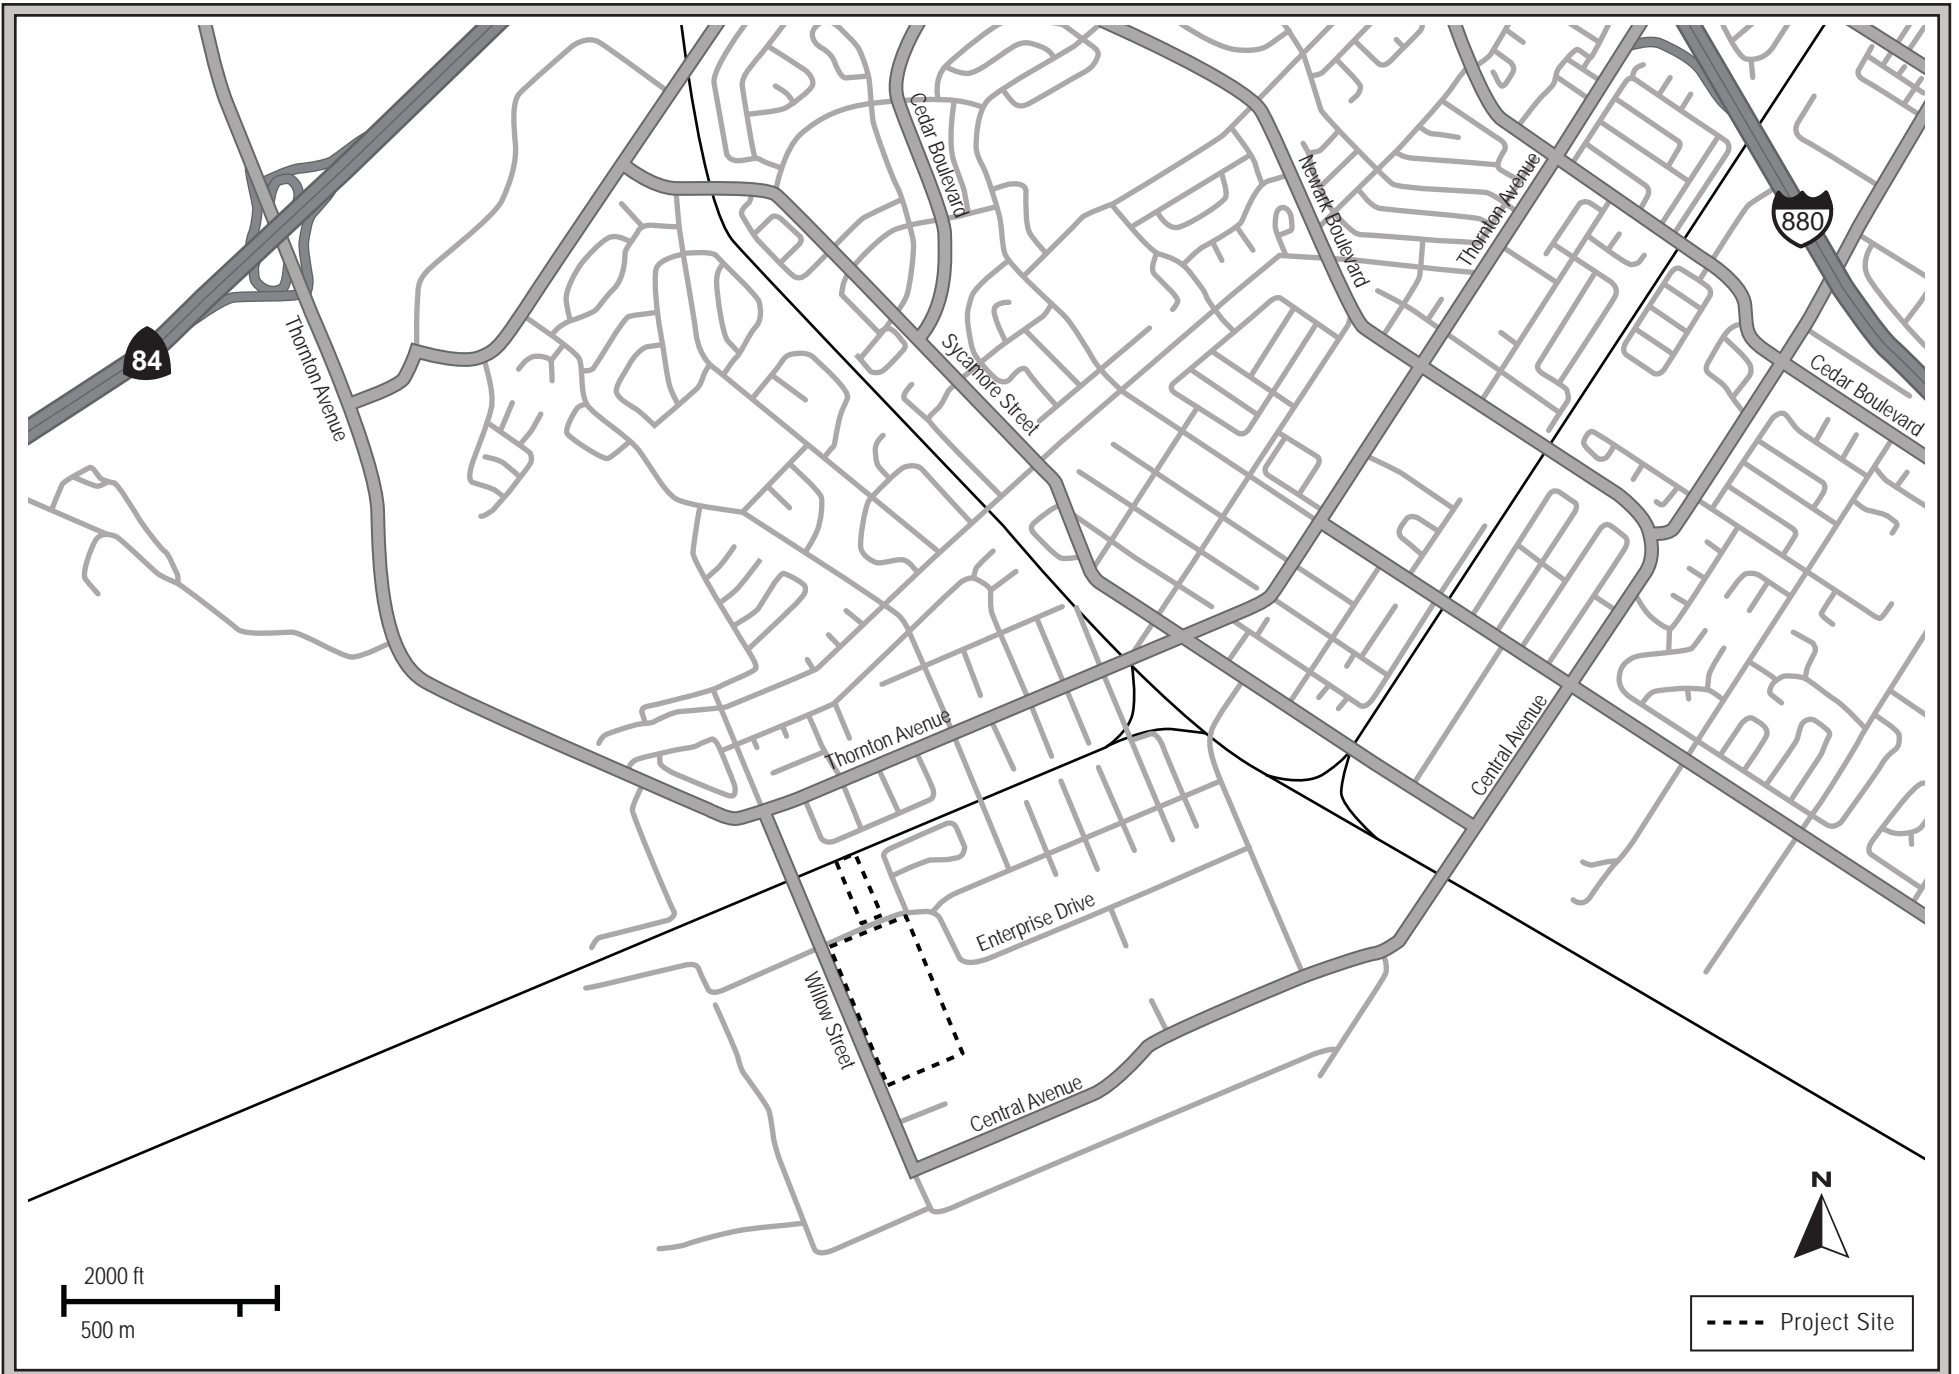 Cedar Boulevard
Newark Boulevard
Thornton Avenue
880
84
Thornton Avenue
Sycamore Street
Cedar Boulevard
Thornton Avenue
Central Avenue
Enterprise Drive
Willow Street
Central Avenue
N
2000 ft
500 m
Project Site